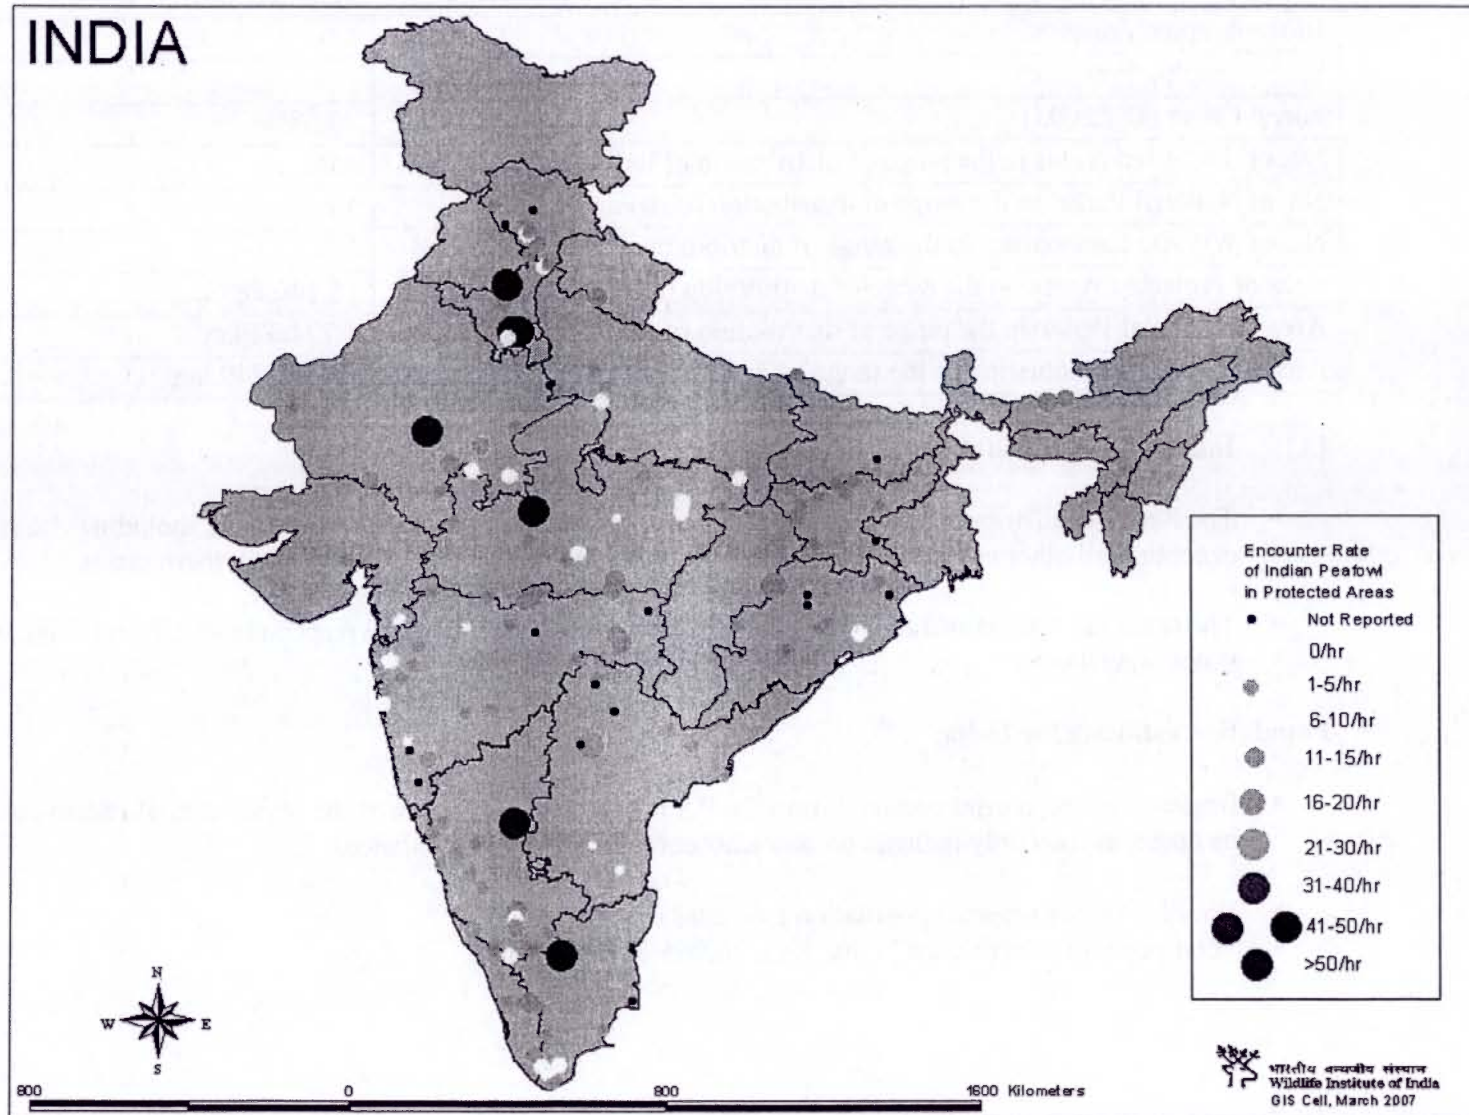 INDIA
Encounter Rate
of Indian Peafowl
in Protected Areas
Not Reported
0/hr
1-5/hr
6-10/hr
11-15/hr
16-20/hr
21-30/hr
31-40/hr
41-50/hr
>50/hr
N
W E
S
800 0 800 1600 Kilometers
भारतीय वन्यजीव संस्थान
Wildlife Institute of India
GIS Cell, March 2007